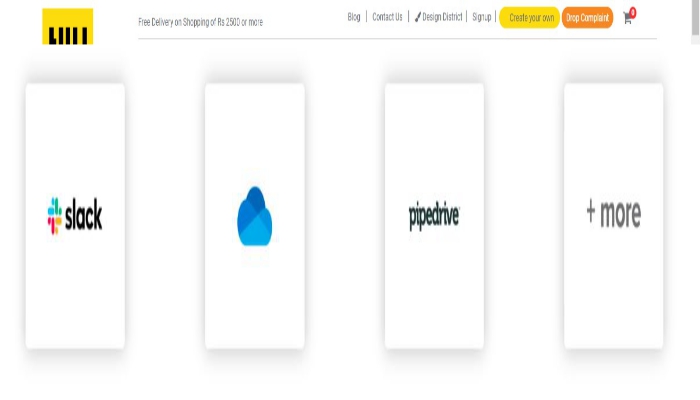 Free Delivery on Shopping of Rs 2500 or more
Blog | Contact Us | Design District | Signup | Create your own Drop Complaint 0
slack
pipedrive
+ more